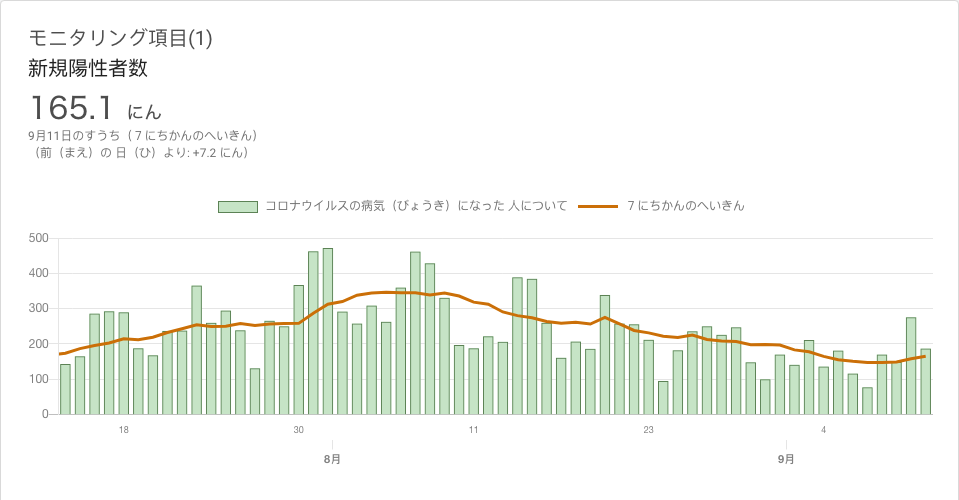 モニタリング項目(1)
新規陽性者数
165.1 にん
9月11日のすうち（７にちかんのへいきん）
（前（まえ）の 日（ひ）より: +7.2 にん）
コロナウイルスの病気（びょうき）になった 人について
７にちかんのへいきん
500
400
300
200
100
0
18
30
11
23
4
8月
9月